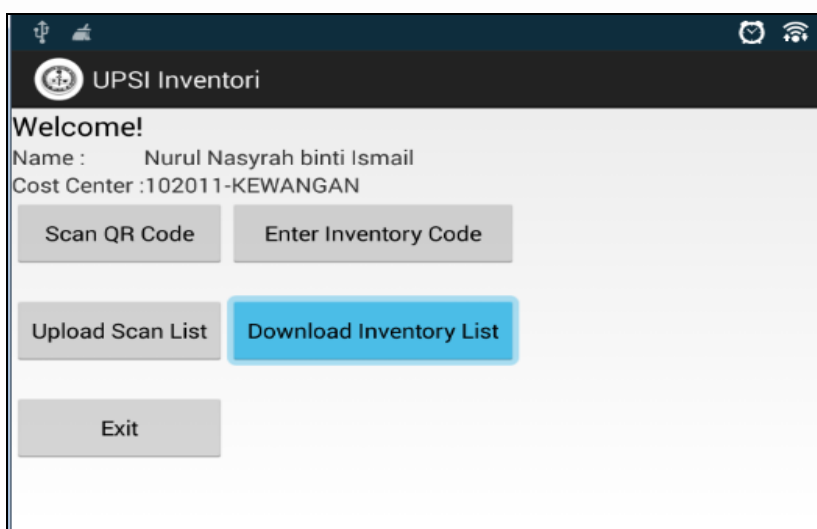 UPSI Inventori
Welcome!
Name : Nurul Nasyrah binti Ismail
Cost Center :102011-KEWANGAN
Scan QR Code Enter Inventory Code
Upload Scan List Download Inventory List
Exit